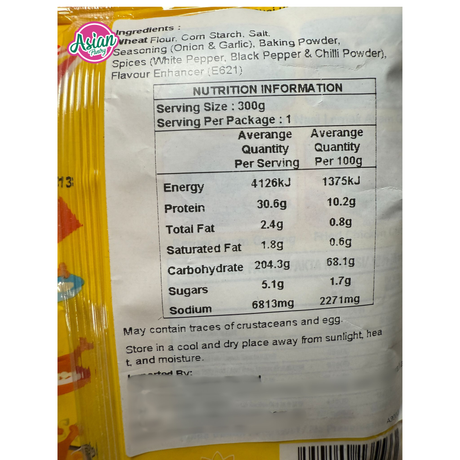 Asian
Pantry
Ingredients :
Wheat Flour, Corn Starch, Salt,
Seasoning (Onion & Garlic), Baking Powder,
Spices (White Pepper, Black Pepper & Chilli Powder),
Flavour Enhancer (E621)
NUTRITION INFORMATION
Serving Size : 300g
Serving Per Package : 1
Averange Averange
Quantity Quantity
Per Serving Per 100g
Energy 4126kJ 1375kJ
Protein 30.6g 10.2g
Total Fat 2.4g 0.8g
Saturated Fat 1.8g 0.6g
Carbohydrate 204.3g 68.1g
Sugars 5.1g 1.7g
Sodium 6813mg 2271mg
May contain traces of crustaceans and egg.
Store in a cool and dry place away from sunlight, hea
t, and moisture.
Imported By: